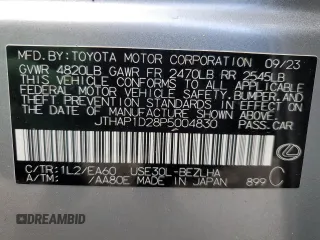 MFD.BY:TOYOTA MOTOR CORPORATION 09/23
GVWR 4820LB GAWR FR 2470LB RR 2545LB
THIS VEHICLE CONFORMS TO ALL APPLICABLE
FEDERAL MOTOR VEHICLE SAFETY, BUMPER, AND
THEFT PREVENTION STANDARDS IN EFFECT ON
THE DATE OF MANUFACTURE SHOWN ABOVE.
JTHAP1D28P5004830 PASS. CAR
C/TR:1L2/EA60 USE30L-BEZLHA
A/TM: /AA80E MADE IN JAPAN 899 C
DREAMBID